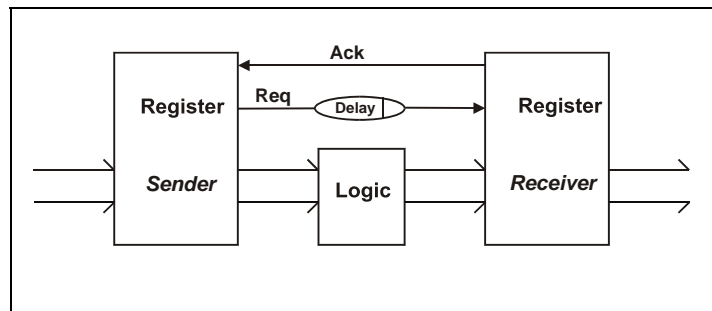 Ack
Req
Delay
Register
Register
Sender
Logic
Receiver